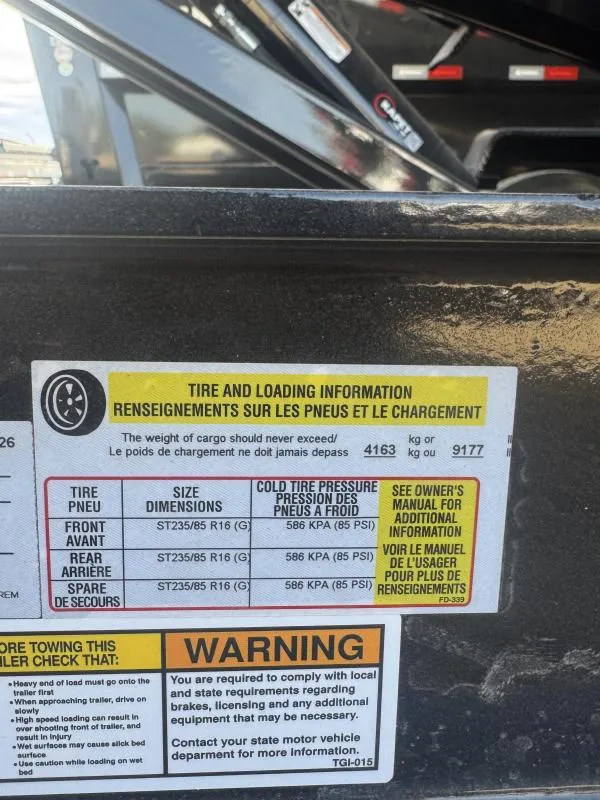 26
TIRE AND LOADING INFORMATION
RENSEIGNEMENTS SUR LES PNEUS ET LE CHARGEMENT
The weight of cargo should never exceed/ kg or
Le poids de chargement ne doit jamais depass 4163 kg ou 9177
TIRE
PNEU
SIZE
DIMENSIONS
COLD TIRE PRESSURE
PRESSION DES
PNEUS A FROID
FRONT
AVANT
ST235/85 R16 (G)
586 KPA (85 PSI)
REAR
ARRIÈRE
ST235/85 R16 (G)
586 KPA (85 PSI)
SPARE
DE SECOURS
ST235/85 R16 (G)
586 KPA (85 PSI)
SEE OWNER'S
MANUAL FOR
ADDITIONAL
INFORMATION
VOIR LE MANUEL
DE L'USAGER
POUR PLUS DE
RENSEIGNEMENTS
FD-339
REM
ORE TOWING THIS
ILER CHECK THAT:
• Heavy end of load must go onto the
trailer first
• When approaching trailer, drive on
slowly
• High speed loading can result in
over shooting front of trailer, and
result in injury
• Wet surfaces may cause slick bed
surface
• Use caution while loading on wet
bed
WARNING
You are required to comply with local
and state requirements regarding
brakes, licensing and any additional
equipment that may be necessary.
Contact your state motor vehicle
deparment for more information.
TGI-015